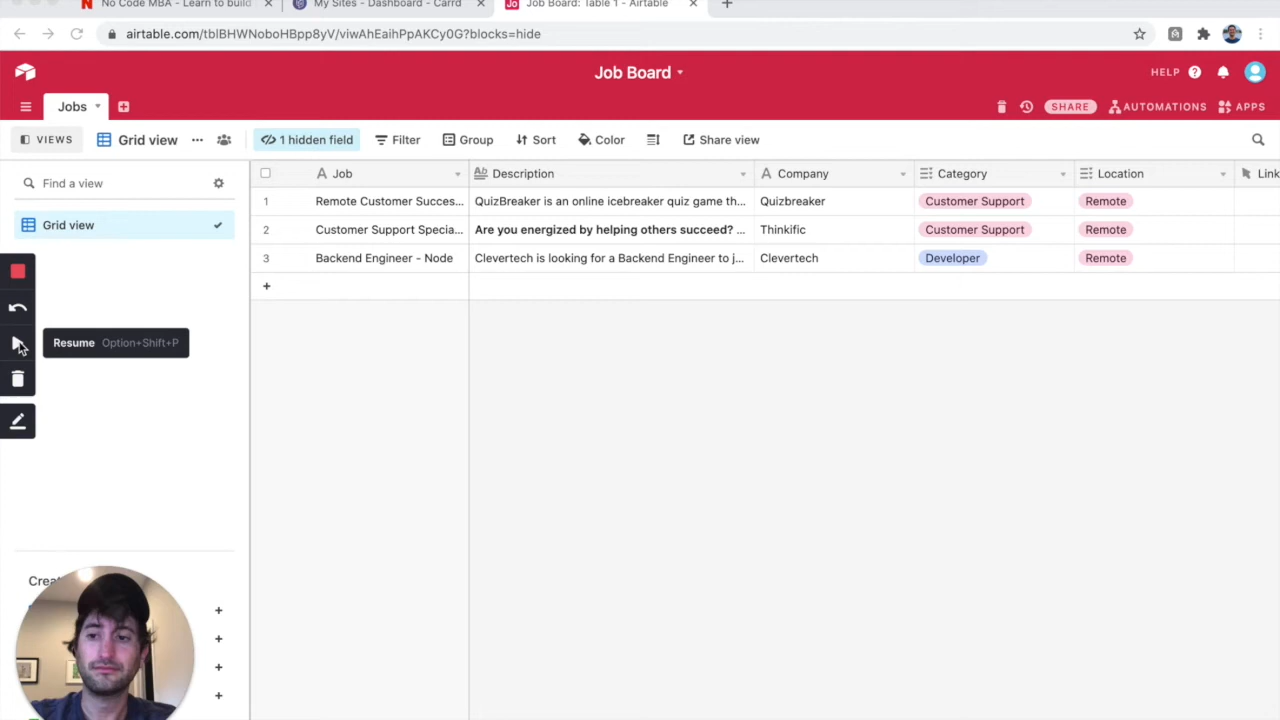 No Code MBA - Learn to build
My Sites - Dashboard - Carrd
Jo
Job Board: Table 1 - Airtable
airtable.com/tblBHWNoboHBpp8yV/viwAhEaihPpAKCy0G?blocks=hide
Job Board
HELP
Jobs
SHARE
AUTOMATIONS
APPS
VIEWS
Grid view
1 hidden field
Filter
Group
Sort
Color
Share view
Find a view
Grid view
Job
Description
Company
Category
Location
Link
1
Remote Customer Succes...
QuizBreaker is an online icebreaker quiz game th...
Quizbreaker
Customer Support
Remote
2
Customer Support Specia...
Are you energized by helping others succeed? ...
Thinkific
Customer Support
Remote
3
Backend Engineer - Node
Clevertech is looking for a Backend Engineer to j...
Clevertech
Developer
Remote
Resume Option+Shift+P